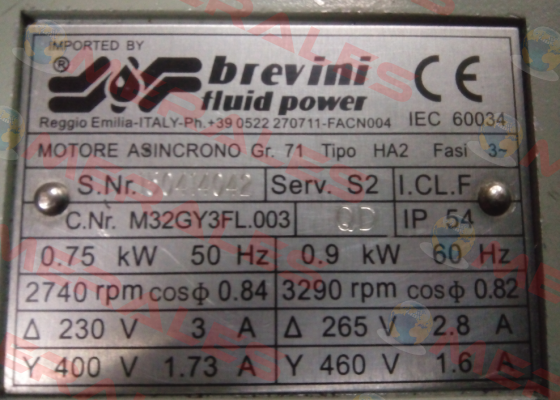 IMPORTED BY
® brevini CE
fluid power
Reggio Emilia-ITALY-Ph.+39 0522 270711-FACN004 IEC 60034
MOTORE ASINCRONO Gr. 71 Tipo HA2 Fasi 3~
S.Nr. Serv. S2 I.CL.F
C.Nr. M32GY3FL.003 QD IP 54
0.75 kW 50 Hz 0.9 kW 60 Hz
2740 rpm cosϕ 0.84 3290 rpm cosϕ 0.82
Δ 230 V 3 A Δ 265 V 2.8 A
Y 400 V 1.73 A Y 460 V 1.6 A